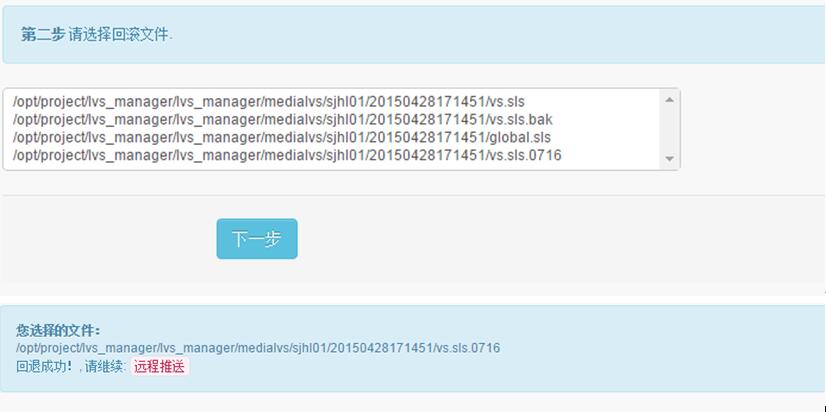 第二步 请选择回滚文件.
/opt/project/lvs_manager/lvs_manager/medialvs/sjhl01/20150428171451/vs.sls
/opt/project/lvs_manager/lvs_manager/medialvs/sjhl01/20150428171451/vs.sls.bak
/opt/project/lvs_manager/lvs_manager/medialvs/sjhl01/20150428171451/global.sls
/opt/project/lvs_manager/lvs_manager/medialvs/sjhl01/20150428171451/vs.sls.0716
下一步
您选择的文件：
/opt/project/lvs_manager/lvs_manager/medialvs/sjhl01/20150428171451/vs.sls.0716
回退成功！, 请继续: 远程推送